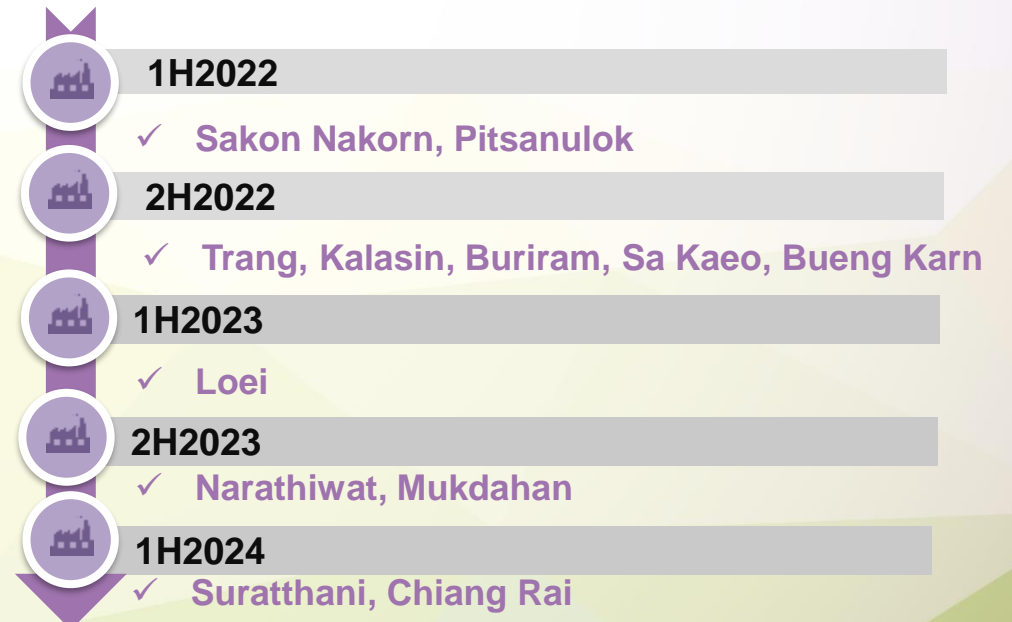 1H2022
✓ Sakon Nakorn, Pitsanulok
2H2022
✓ Trang, Kalasin, Buriram, Sa Kaeo, Bueng Karn
1H2023
✓ Loei
2H2023
✓ Narathiwat, Mukdahan
1H2024
✓ Suratthani, Chiang Rai